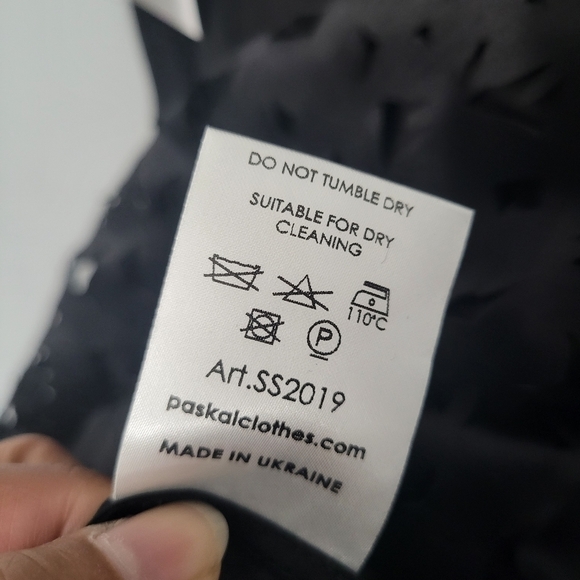 DO NOT TUMBLE DRY
SUITABLE FOR DRY
CLEANING
110°C
P
Art.SS2019
paskalclothes.com
MADE IN UKRAINE